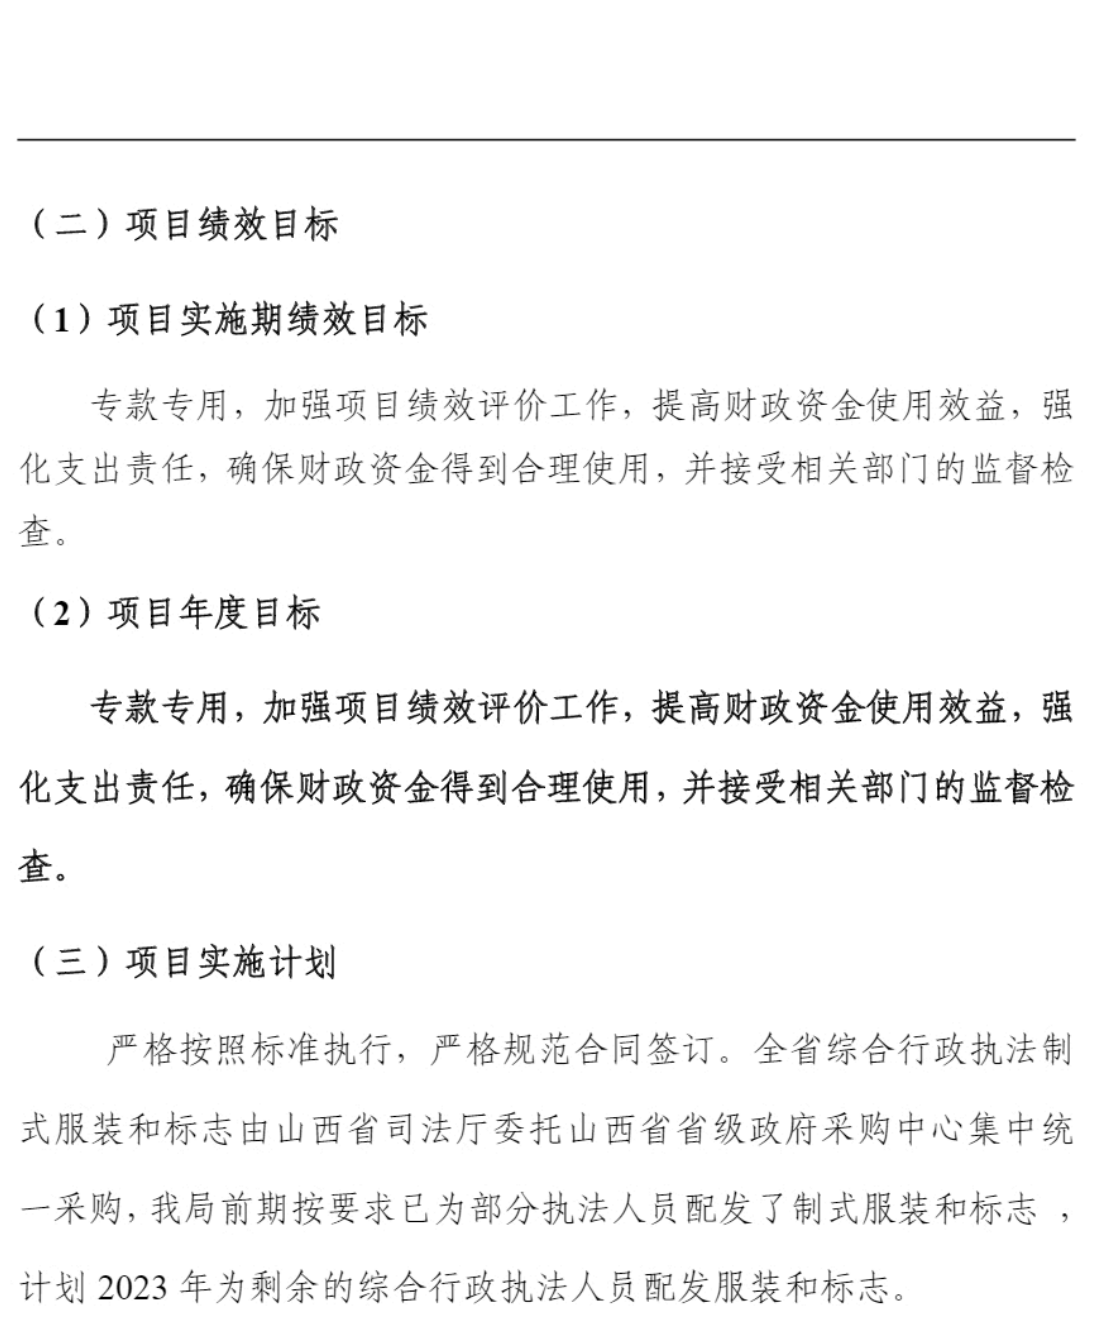 （二）项目绩效目标
（1）项目实施期绩效目标
专款专用，加强项目绩效评价工作，提高财政资金使用效益，强
化支出责任，确保财政资金得到合理使用，并接受相关部门的监督检
查。
（2）项目年度目标
专款专用，加强项目绩效评价工作，提高财政资金使用效益，强
化支出责任，确保财政资金得到合理使用，并接受相关部门的监督检
查。
（三）项目实施计划
严格按照标准执行，严格规范合同签订。全省综合行政执法制
式服装和标志由山西省司法厅委托山西省省级政府采购中心集中统
一采购，我局前期按要求已为部分执法人员配发了制式服装和标志 ，
计划 2023 年为剩余的综合行政执法人员配发服装和标志。